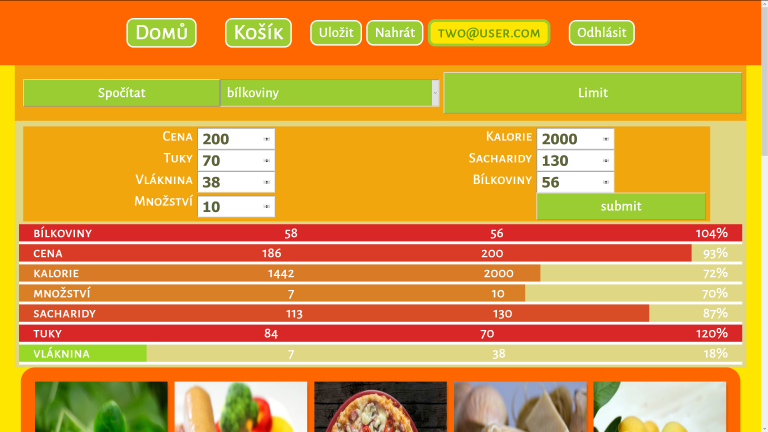 Domů Košík Uložit Nahrát two@user.com Odhlásit
Spočítat bílkoviny Limit
Cena 200 Kalorie 2000
Tuky 70 Sacharidy 130
Vláknina 38 Bílkoviny 56
Množství 10 submit
bílkoviny 58 56 104%
cena 186 200 93%
kalorie 1442 2000 72%
množství 7 10 70%
sacharidy 113 130 87%
tuky 84 70 120%
vláknina 7 38 18%